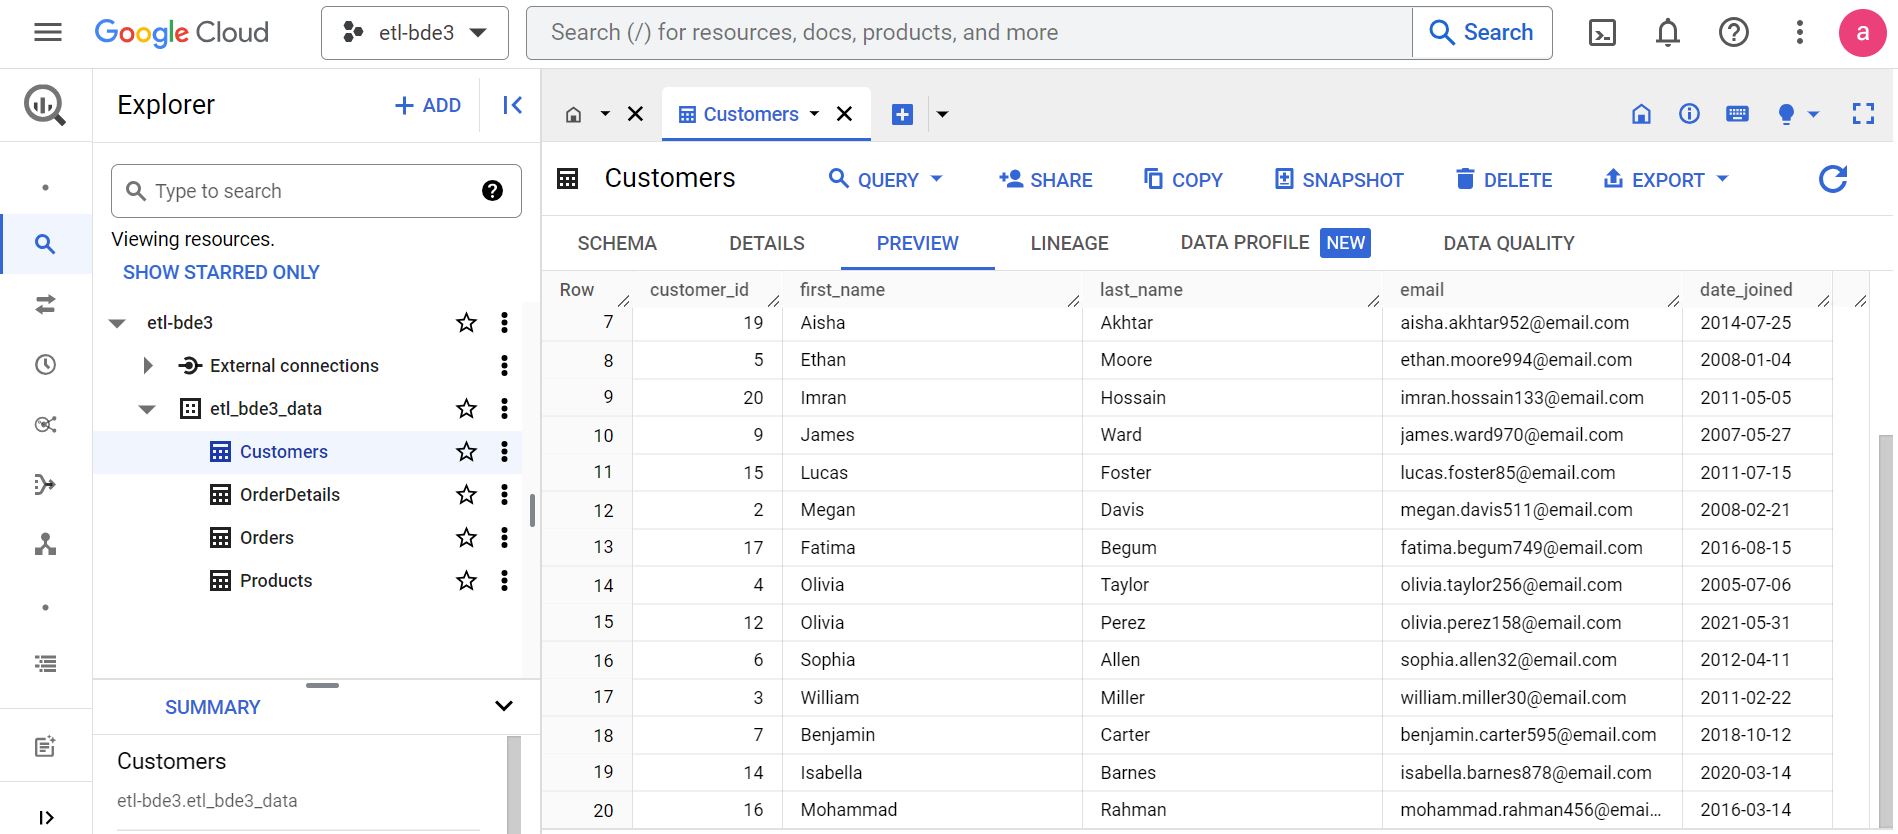 Google Cloud etl-bde3 Search (/) for resources, docs, products, and more Search a
Explorer + ADD
Customers
Type to search
Customers QUERY SHARE COPY SNAPSHOT DELETE EXPORT
Viewing resources.
SHOW STARRED ONLY
SCHEMA DETAILS PREVIEW LINEAGE DATA PROFILE NEW DATA QUALITY
etl-bde3
External connections
etl_bde3_data
Customers
OrderDetails
Orders
Products
SUMMARY
Customers
etl-bde3.etl_bde3_data
Row customer_id first_name last_name email date_joined
7 19 Aisha Akhtar aisha.akhtar952@email.com 2014-07-25
8 5 Ethan Moore ethan.moore994@email.com 2008-01-04
9 20 Imran Hossain imran.hossain133@email.com 2011-05-05
10 9 James Ward james.ward970@email.com 2007-05-27
11 15 Lucas Foster lucas.foster85@email.com 2011-07-15
12 2 Megan Davis megan.davis511@email.com 2008-02-21
13 17 Fatima Begum fatima.begum749@email.com 2016-08-15
14 4 Olivia Taylor olivia.taylor256@email.com 2005-07-06
15 12 Olivia Perez olivia.perez158@email.com 2021-05-31
16 6 Sophia Allen sophia.allen32@email.com 2012-04-11
17 3 William Miller william.miller30@email.com 2011-02-22
18 7 Benjamin Carter benjamin.carter595@email.com 2018-10-12
19 14 Isabella Barnes isabella.barnes878@email.com 2020-03-14
20 16 Mohammad Rahman mohammad.rahman456@emai... 2016-03-14